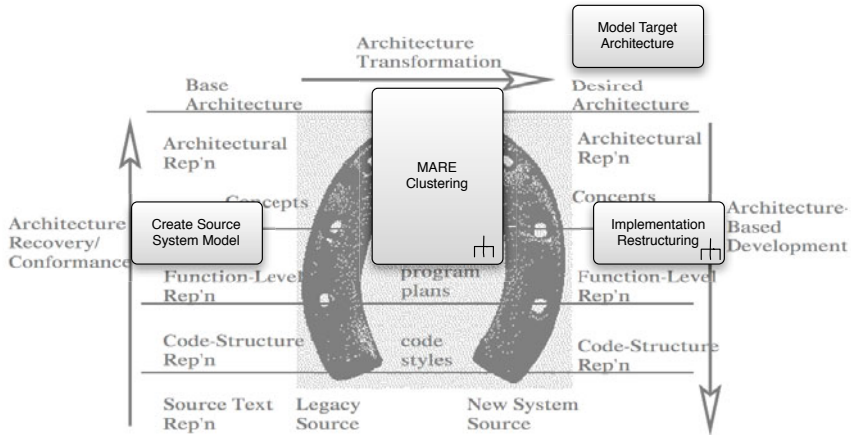 Model Target
Architecture
Architecture
Transformation
Base
Architecture
Desired
Architecture
Architectural
Rep'n
MARE
Clustering
Architectural
Rep'n
Concepts
Architecture
Recovery/
Conformance
Create Source
System Model
Implementation
Restructuring
Architecture-
Based
Development
Function-Level
Rep'n
program
plans
Function-Level
Rep'n
Code-Structure
Rep'n
code
styles
Code-Structure
Rep'n
Source Text
Rep'n
Legacy
Source
New System
Source